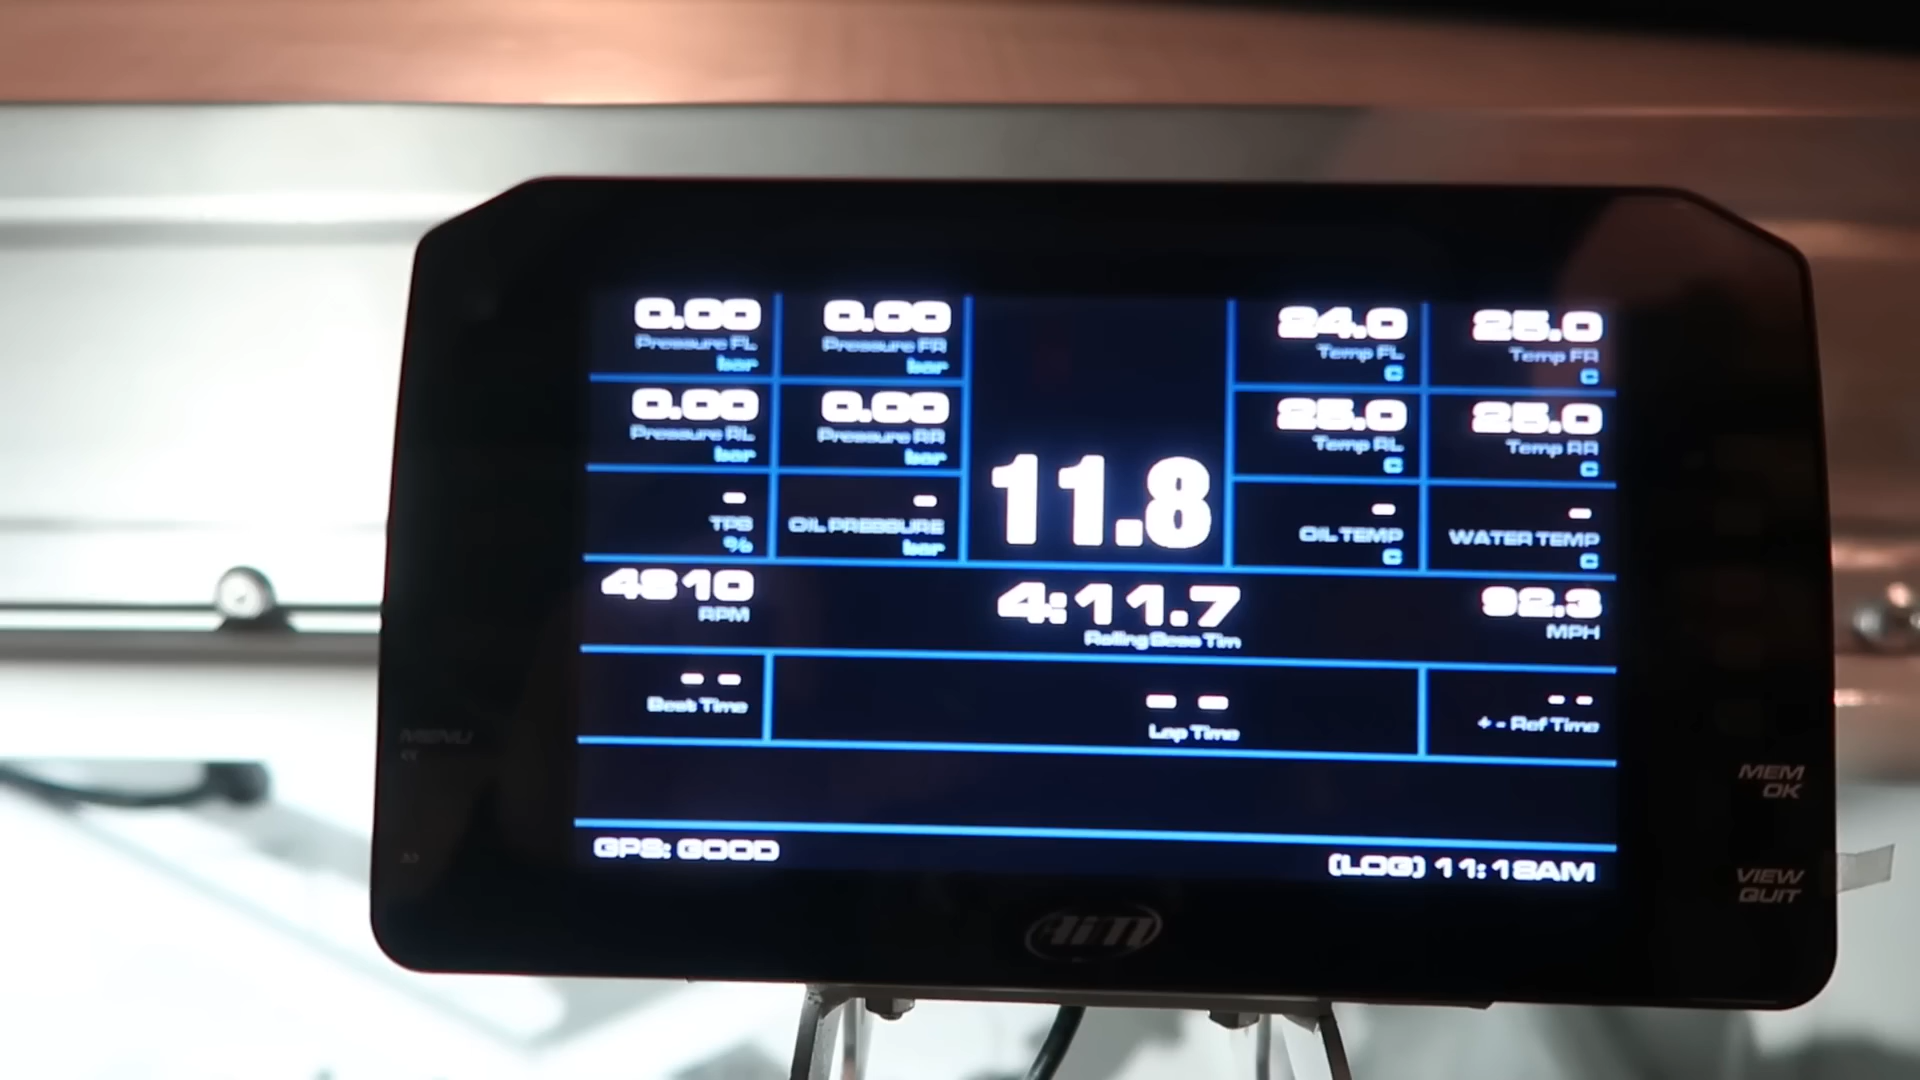 0.00 0.00 24.0 25.0
Pressure FL Pressure FR Temp FL Temp FR
bar bar C C
0.00 0.00 25.0 25.0
Pressure RL Pressure RR Temp RL Temp RR
bar bar C C
- - 11.8 - -
TPS OIL PRESSURE OIL TEMP WATER TEMP
% bar C C
4810 4:11.7 92.3
RPM Rolling Beso Tim MPH
-- -- --
Best Time Lap Time + - Ref Time
MENU
<<
>>
MEM
OK
VIEW
QUIT
GPS: GOOD (LOG) 11:18AM
AiM